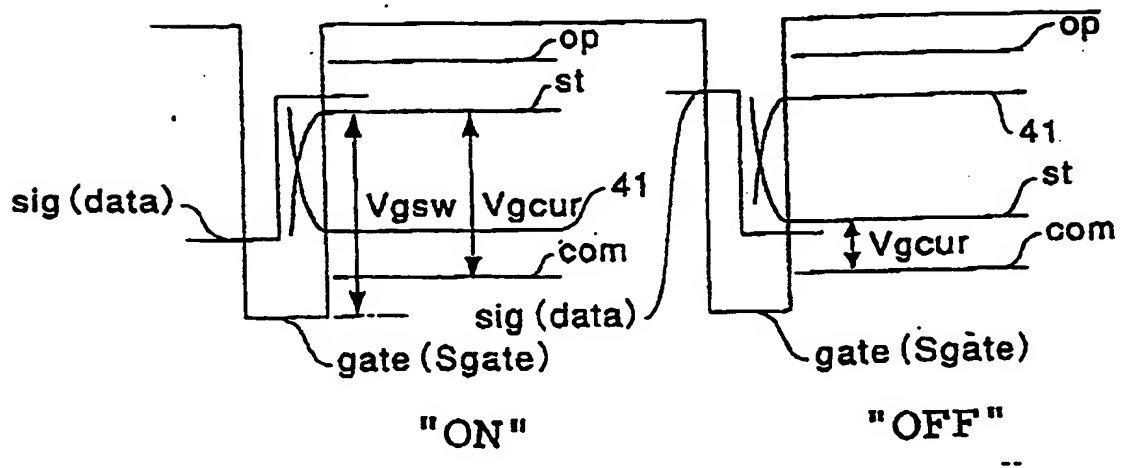 op
st
41
sig (data)
Vgsw
Vgcur
com
gate (Sgate)
"ON"
op
41
st
Vgcur
com
sig (data)
gate (Sgate)
"OFF"